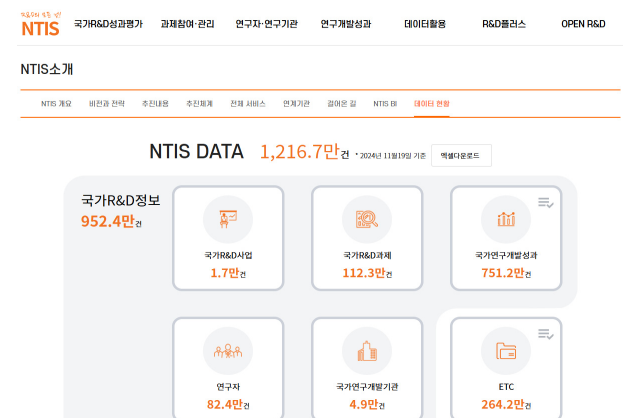 NTIS
국가R&D성과평가
과제참여·관리
연구자·연구기관
연구개발성과
데이터활용
R&D플러스
OPEN R&D
NTIS소개
NTIS 개요
비전과 전략
추진내용
추진체계
전체 서비스
연계기관
걸어온 길
NTIS BI
데이터 현황
NTIS DATA 1,216.7만건 * 2024년 11월19일 기준 엑셀다운로드
국가R&D정보
952.4만건
국가R&D사업
1.7만건
국가R&D과제
112.3만건
국가연구개발성과
751.2만건
연구자
82.4만건
국가연구개발기관
4.9만건
ETC
264.2만건